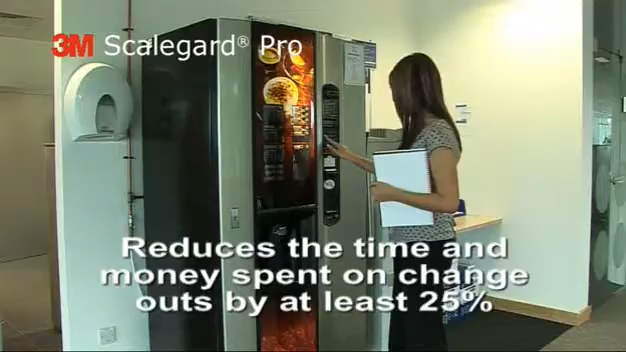 3M Scalegard® Pro
Reduces the time and
money spent on change
outs by at least 25%